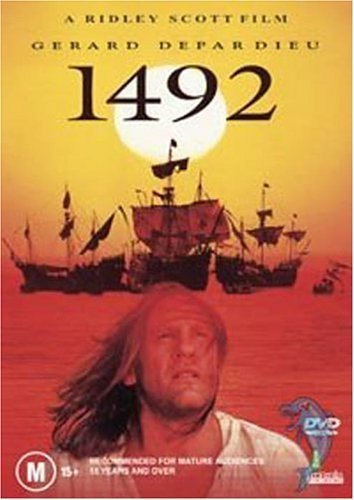 A RIDLEY SCOTT FILM
GERARD DEPARDIEU
1492
DVD
M 15+
RECOMMENDED FOR MATURE AUDIENCES
15 YEARS AND OVER